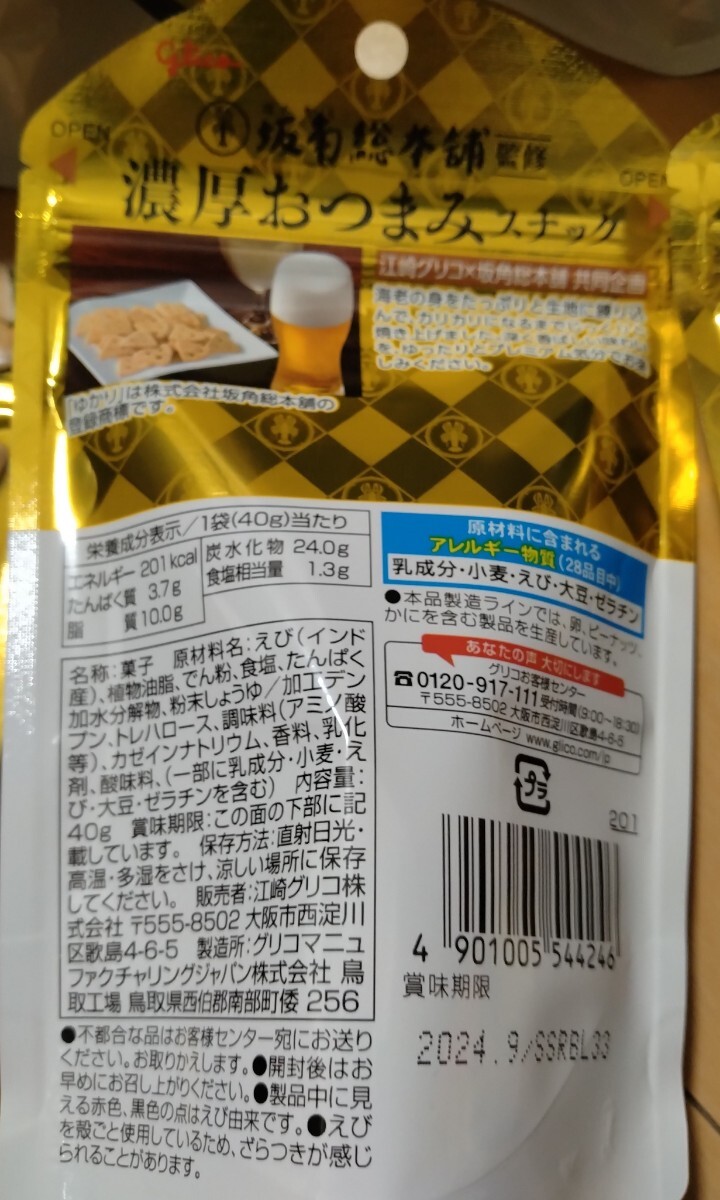 glico
OPEN
OPEN
坂角総本舖 監修
濃厚おつまみスナック
江崎グリコ×坂角総本舖 共同企画
海老の身をたっぷりと生地に練り込
「ゆかり」は株式会社坂角総本舖の
登録商標です。
栄養成分表示/1袋(40g)当たり
エネルギー 201kcal
たんぱく質 3.7g
脂質 10.0g
炭水化物 24.0g
食塩相当量 1.3g
原材料に含まれる
アレルギー物質(28品目中)
乳成分・小麦・えび・大豆・ゼラチン
●本品製造ラインでは、卵、ピーナッツ、
かにを含む製品を生産しています。
あなたの声 大切にします
グリコお客様センター
☎0120-917-111 受付時間(9:00〜18:30)
〒555-8502 大阪市西淀川区歌島4-6-5
ホームページ www.glico.com/jp
プラ
201
名称:菓子 原材料名:えび(インド
産)、植物油脂、でん粉、食塩、たんぱく
加水分解物、粉末しょうゆ/加工デン
プン、トレハロース、調味料(アミノ酸
等)、カゼインナトリウム、香料、乳化
剤、酸味料、(一部に乳成分・小麦・え
び・大豆・ゼラチンを含む) 内容量:
40g 賞味期限:この面の下部に記
載しています。 保存方法:直射日光・
高温・多湿をさけ、涼しい場所に保存
してください。 販売者:江崎グリコ株
式会社 〒555-8502 大阪市西淀川
区歌島4-6-5 製造所:グリコマニュ
ファクチャリングジャパン株式会社 鳥
取工場 鳥取県西伯郡南部町倭 256
4 901005 544246
賞味期限
2024.9/SSRBL33
●不都合な品はお客様センター宛にお送り
ください。お取りかえします。●開封後はお
早めにお召し上がりください。●製品中に見
える赤色、黒色の点はえび由来です。●えび
を殻ごと使用しているため、ざらつきが感じ
られることがあります。